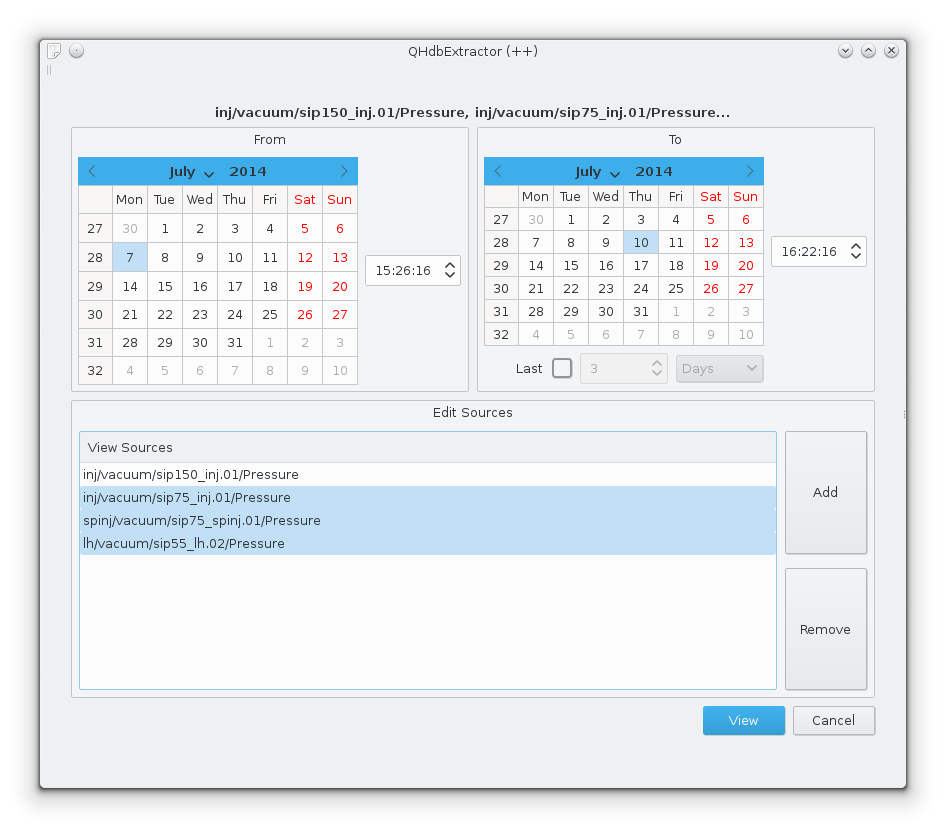 QHdbExtractor (++)
inj/vacuum/sip150_inj.01/Pressure, inj/vacuum/sip75_inj.01/Pressure...
From
July 2014
Mon Tue Wed Thu Fri Sat Sun
27 30 1 2 3 4 5 6
28 7 8 9 10 11 12 13
29 14 15 16 17 18 19 20
30 21 22 23 24 25 26 27
31 28 29 30 31 1 2 3
32 4 5 6 7 8 9 10
15:26:16
To
July 2014
Mon Tue Wed Thu Fri Sat Sun
27 30 1 2 3 4 5 6
28 7 8 9 10 11 12 13
29 14 15 16 17 18 19 20
30 21 22 23 24 25 26 27
31 28 29 30 31 1 2 3
32 4 5 6 7 8 9 10
16:22:16
Last 3 Days
Edit Sources
View Sources
inj/vacuum/sip150_inj.01/Pressure
inj/vacuum/sip75_inj.01/Pressure
spinj/vacuum/sip75_spinj.01/Pressure
lh/vacuum/sip55_lh.02/Pressure
Add
Remove
View Cancel